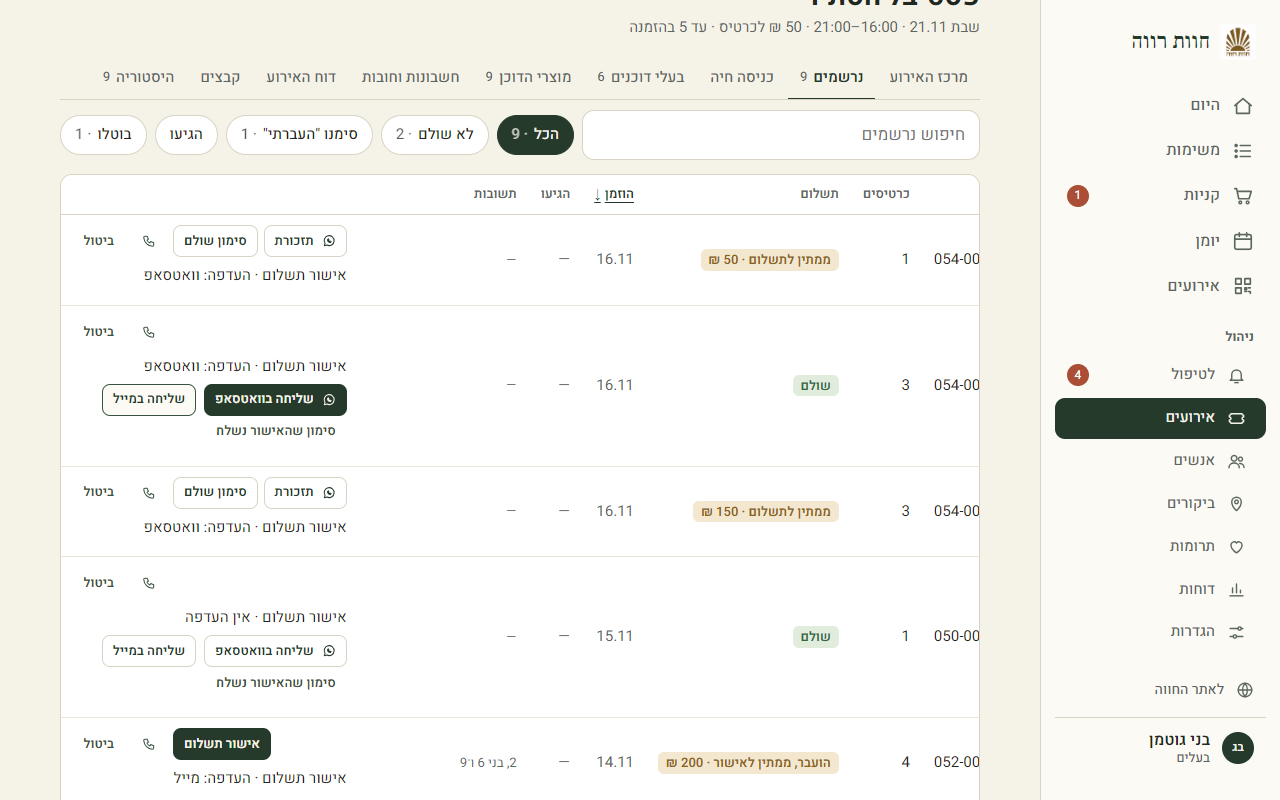 חוות רווה
היום
משימות
קניות 1
יומן
אירועים
ניהול
לטיפול 4
אירועים
אנשים
ביקורים
תרומות
דוחות
הגדרות
לאתר החווה
בג בני גוטמן
בעלים
שבת 21.11 · 16:00–21:00 · 50 ₪ לכרטיס · עד 5 בהזמנה
מרכז האירוע נרשמים 9 כניסה חיה בעלי דוכנים 6 מוצרי הדוכן 9 חשבונות וחובות דוח האירוע קבצים היסטוריה 9
חיפוש נרשמים הכל · 9 לא שולם · 2 סימנו "העברתי" · 1 הגיעו בוטלו · 1
כרטיסים תשלום הוזמן ↓ הגיעו תשובות
054-00 1 ממתין לתשלום · 50 ₪ 16.11 — – תזכורת סימון שולם ביטול
אישור תשלום · העדפה: וואטסאפ
054-00 3 שולם 16.11 — – ביטול
אישור תשלום · העדפה: וואטסאפ
שליחה בוואטסאפ שליחה במייל
סימון שהאישור נשלח
054-00 3 ממתין לתשלום · 150 ₪ 16.11 — – תזכורת סימון שולם ביטול
אישור תשלום · העדפה: וואטסאפ
050-00 1 שולם 15.11 — – ביטול
אישור תשלום · אין העדפה
שליחה בוואטסאפ שליחה במייל
סימון שהאישור נשלח
052-00 4 הועבר, ממתין לאישור · 200 ₪ 14.11 — 2, בני 6 ו־9 אישור תשלום ביטול
אישור תשלום · העדפה: מייל